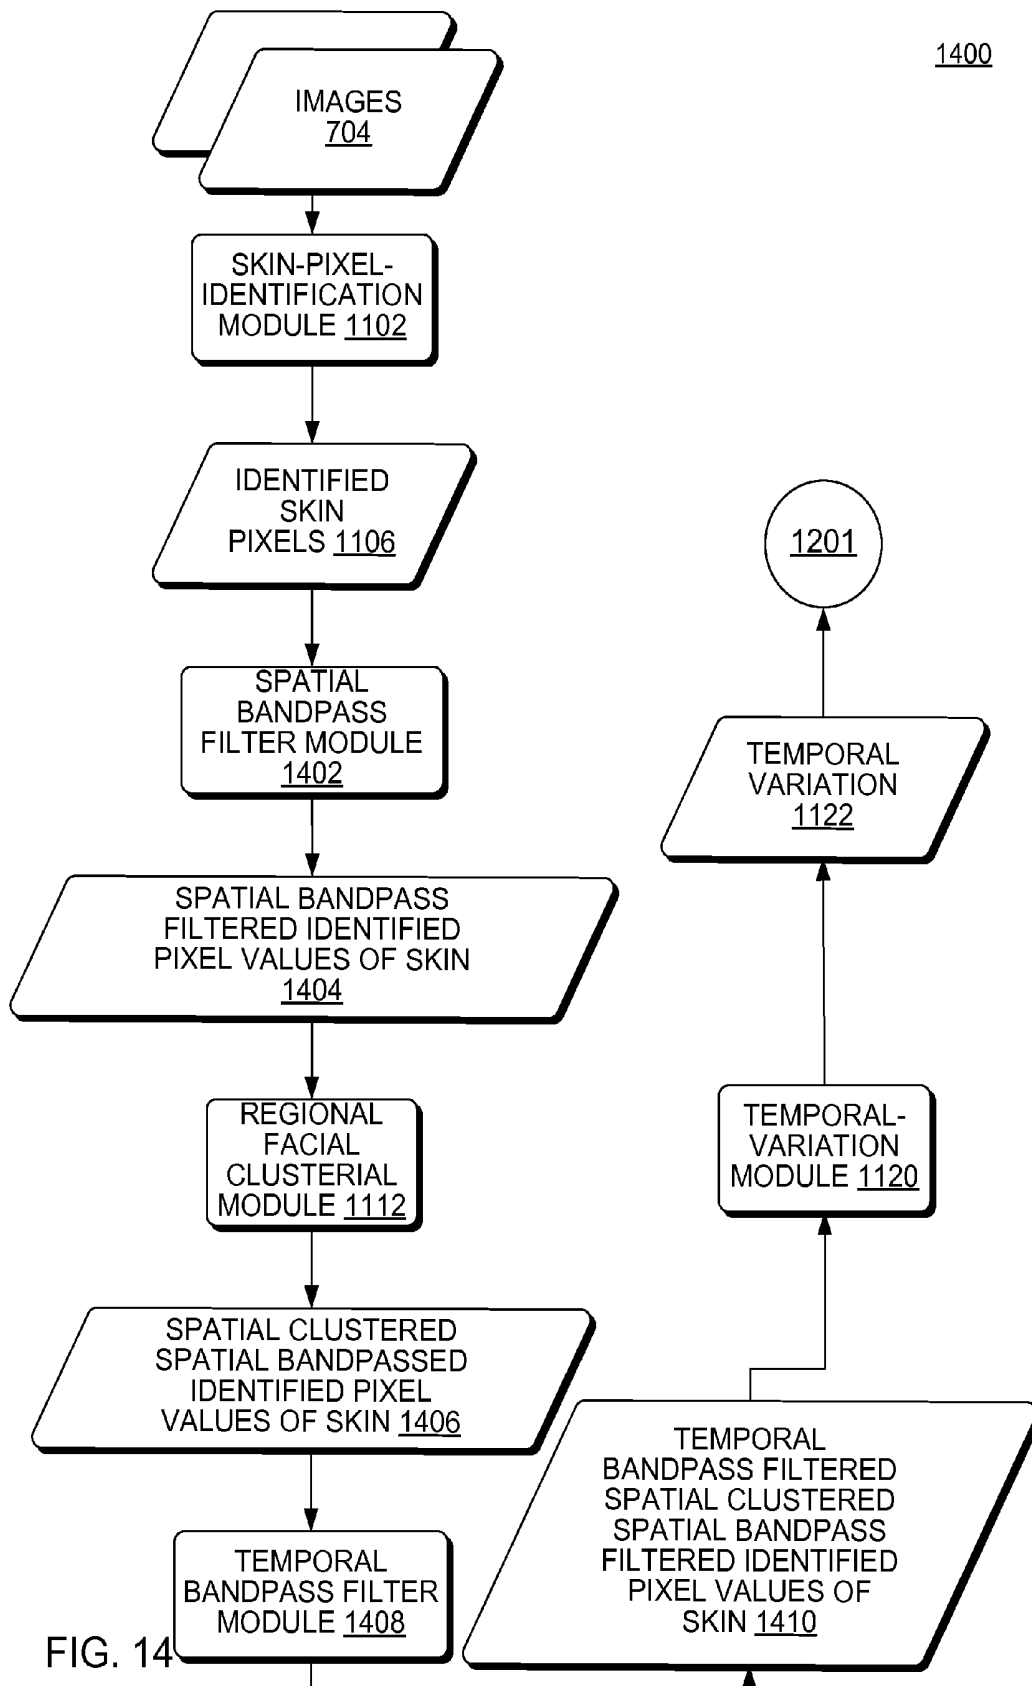 1400
IMAGES
704
SKIN-PIXEL-
IDENTIFICATION
MODULE 1102
IDENTIFIED
SKIN
PIXELS 1106
SPATIAL
BANDPASS
FILTER MODULE
1402
SPATIAL BANDPASS
FILTERED IDENTIFIED
PIXEL VALUES OF SKIN
1404
REGIONAL
FACIAL
CLUSTERIAL
MODULE 1112
SPATIAL CLUSTERED
SPATIAL BANDPASSED
IDENTIFIED PIXEL
VALUES OF SKIN 1406
TEMPORAL
BANDPASS FILTER
MODULE 1408
TEMPORAL
BANDPASS FILTERED
SPATIAL CLUSTERED
SPATIAL BANDPASS
FILTERED IDENTIFIED
PIXEL VALUES OF
SKIN 1410
TEMPORAL-
VARIATION
MODULE 1120
TEMPORAL
VARIATION
1122
1201
FIG. 14